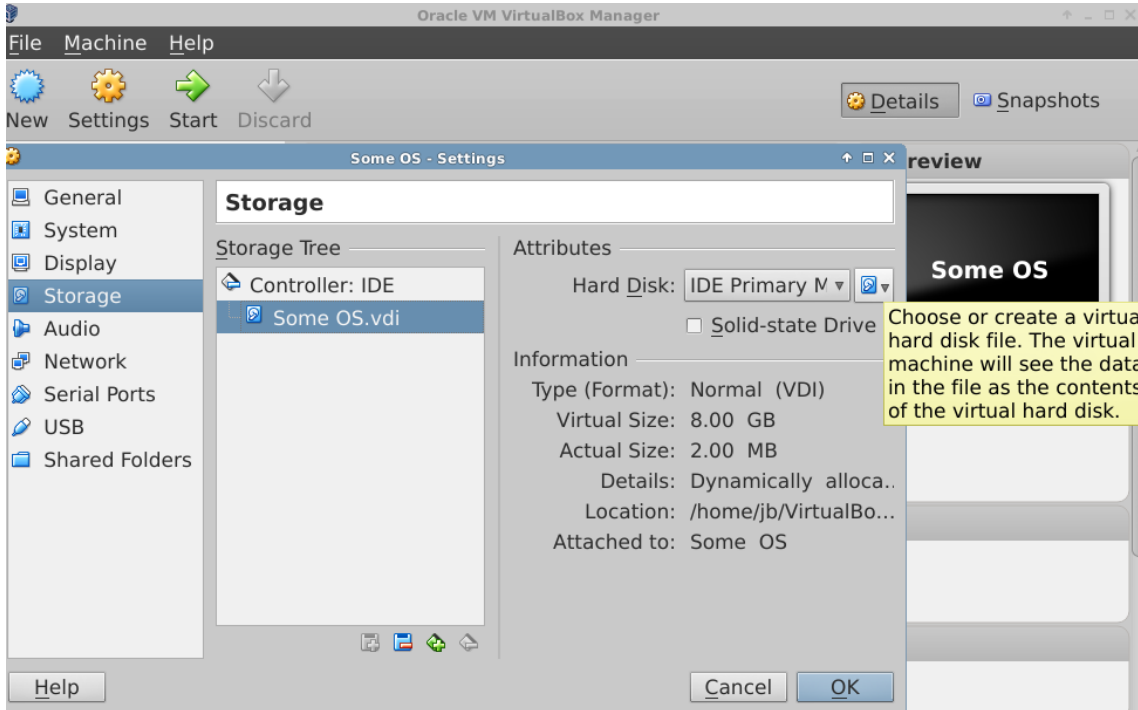 Oracle VM VirtualBox Manager
File Machine Help
New Settings Start Discard
Details Snapshots
Some OS - Settings
review
General
System
Display
Storage
Audio
Network
Serial Ports
USB
Shared Folders
Storage
Storage Tree
Controller: IDE
Some OS.vdi
Attributes
Hard Disk: IDE Primary M
Solid-state Drive
Information
Type (Format): Normal (VDI)
Virtual Size: 8.00 GB
Actual Size: 2.00 MB
Details: Dynamically alloca..
Location: /home/jb/VirtualBo...
Attached to: Some OS
Some OS
Choose or create a virtua
hard disk file. The virtual
machine will see the data
in the file as the contents
of the virtual hard disk.
Help
Cancel OK